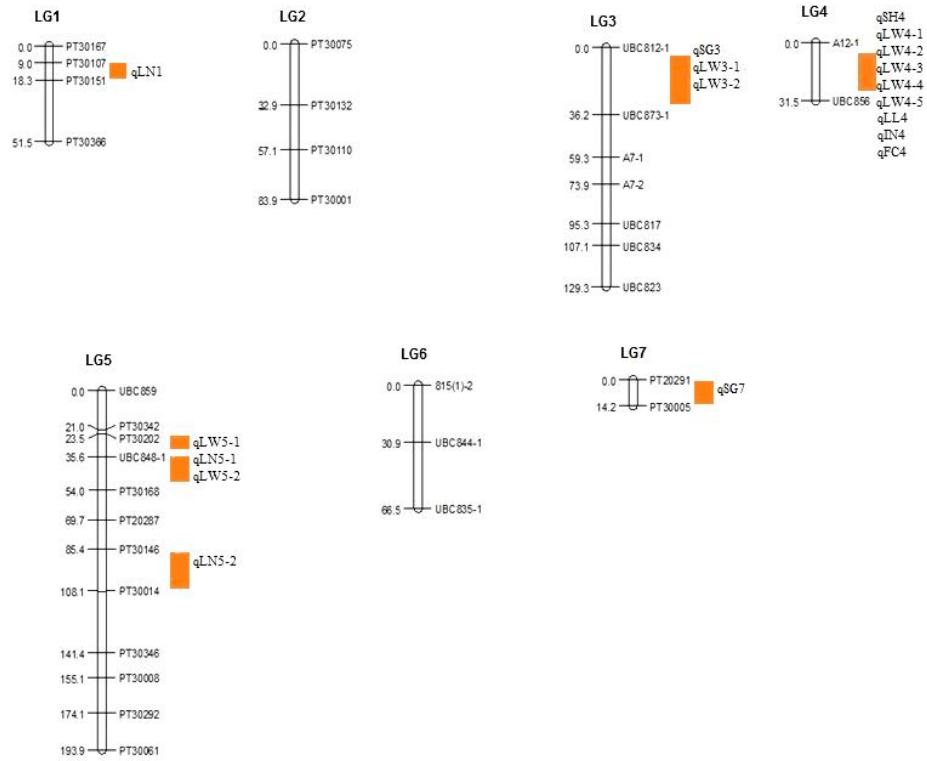 LG1
0.0 PT30167
9.0 PT30107
18.3 PT30151
51.5 PT30366
qLN1
LG2
0.0 PT30075
32.9 PT30132
57.1 PT30110
83.9 PT30001
LG3
0.0 UBC812-1
36.2 UBC873-1
59.3 A7-1
73.9 A7-2
95.3 UBC817
107.1 UBC834
129.3 UBC823
qSG3
qLW3-1
qLW3-2
LG4
0.0 A12-1
31.5 UBC856
qSH4
qLW4-1
qLW4-2
qLW4-3
qLW4-4
qLW4-5
qLL4
qIN4
qFC4
LG5
0.0 UBC859
21.0 PT30342
23.5 PT30202
35.6 UBC848-1
54.0 PT30168
69.7 PT20287
85.4 PT30146
108.1 PT30014
141.4 PT30346
155.1 PT30008
174.1 PT30292
193.9 PT30061
qLW5-1
qLN5-1
qLW5-2
qLN5-2
LG6
0.0 815(1)-2
30.9 UBC844-1
66.5 UBC835-1
LG7
0.0 PT20291
14.2 PT30005
qSG7